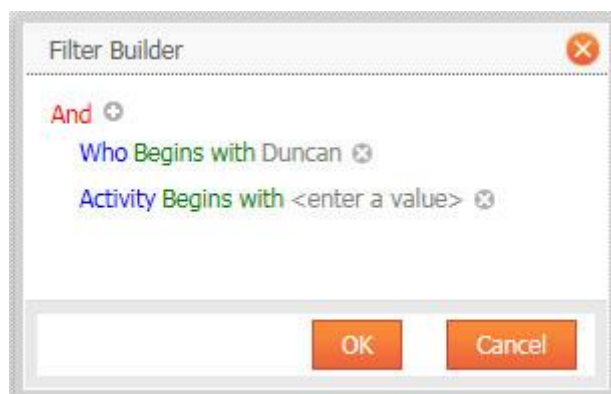 Filter Builder
And
Who Begins with Duncan
Activity Begins with <enter a value>
OK Cancel